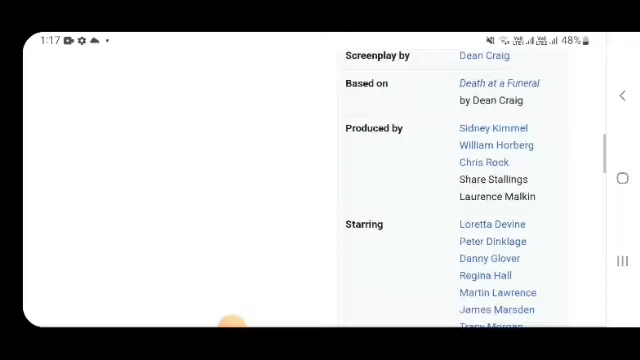 1:17
48%
Screenplay by Dean Craig
Based on Death at a Funeral
by Dean Craig
Produced by Sidney Kimmel
William Horberg
Chris Rock
Share Stallings
Laurence Malkin
Starring Loretta Devine
Peter Dinklage
Danny Glover
Regina Hall
Martin Lawrence
James Marsden
Tracy Morgan